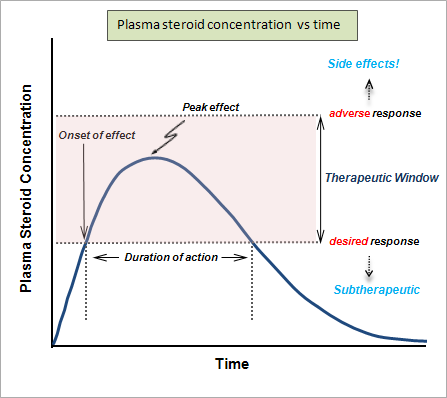 Plasma steroid concentration vs time
Side effects!
Peak effect
adverse response
Onset of effect
Therapeutic Window
desired response
Duration of action
Subtherapeutic
Plasma Steroid Concentration
Time